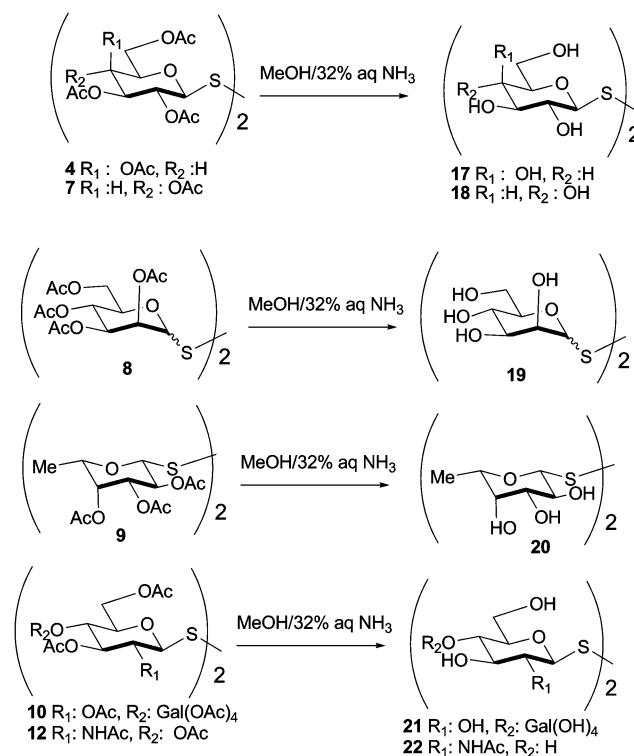 R₁ OAc
R₂ O
AcO S
OAc 2
MeOH/32% aq NH₃
R₁ OH
R₂ O
HO S
OH 2
4 R₁ : OAc, R₂ :H
7 R₁ :H, R₂ : OAc
17 R₁ : OH, R₂ :H
18 R₁ :H, R₂ : OH
OAc
AcO O
AcO
AcO
S 2
8
MeOH/32% aq NH₃
OH
HO O
HO
HO
S 2
19
Me O S
OAc
AcO OAc 2
9
MeOH/32% aq NH₃
Me O S
OH
HO OH 2
20
OAc
R₂O O
AcO S
R₁ 2
MeOH/32% aq NH₃
OH
R₂O O
HO S
R₁ 2
10 R₁: OAc, R₂: Gal(OAc)₄
12 R₁: NHAc, R₂: OAc
21 R₁: OH, R₂: Gal(OH)₄
22 R₁: NHAc, R₂: H